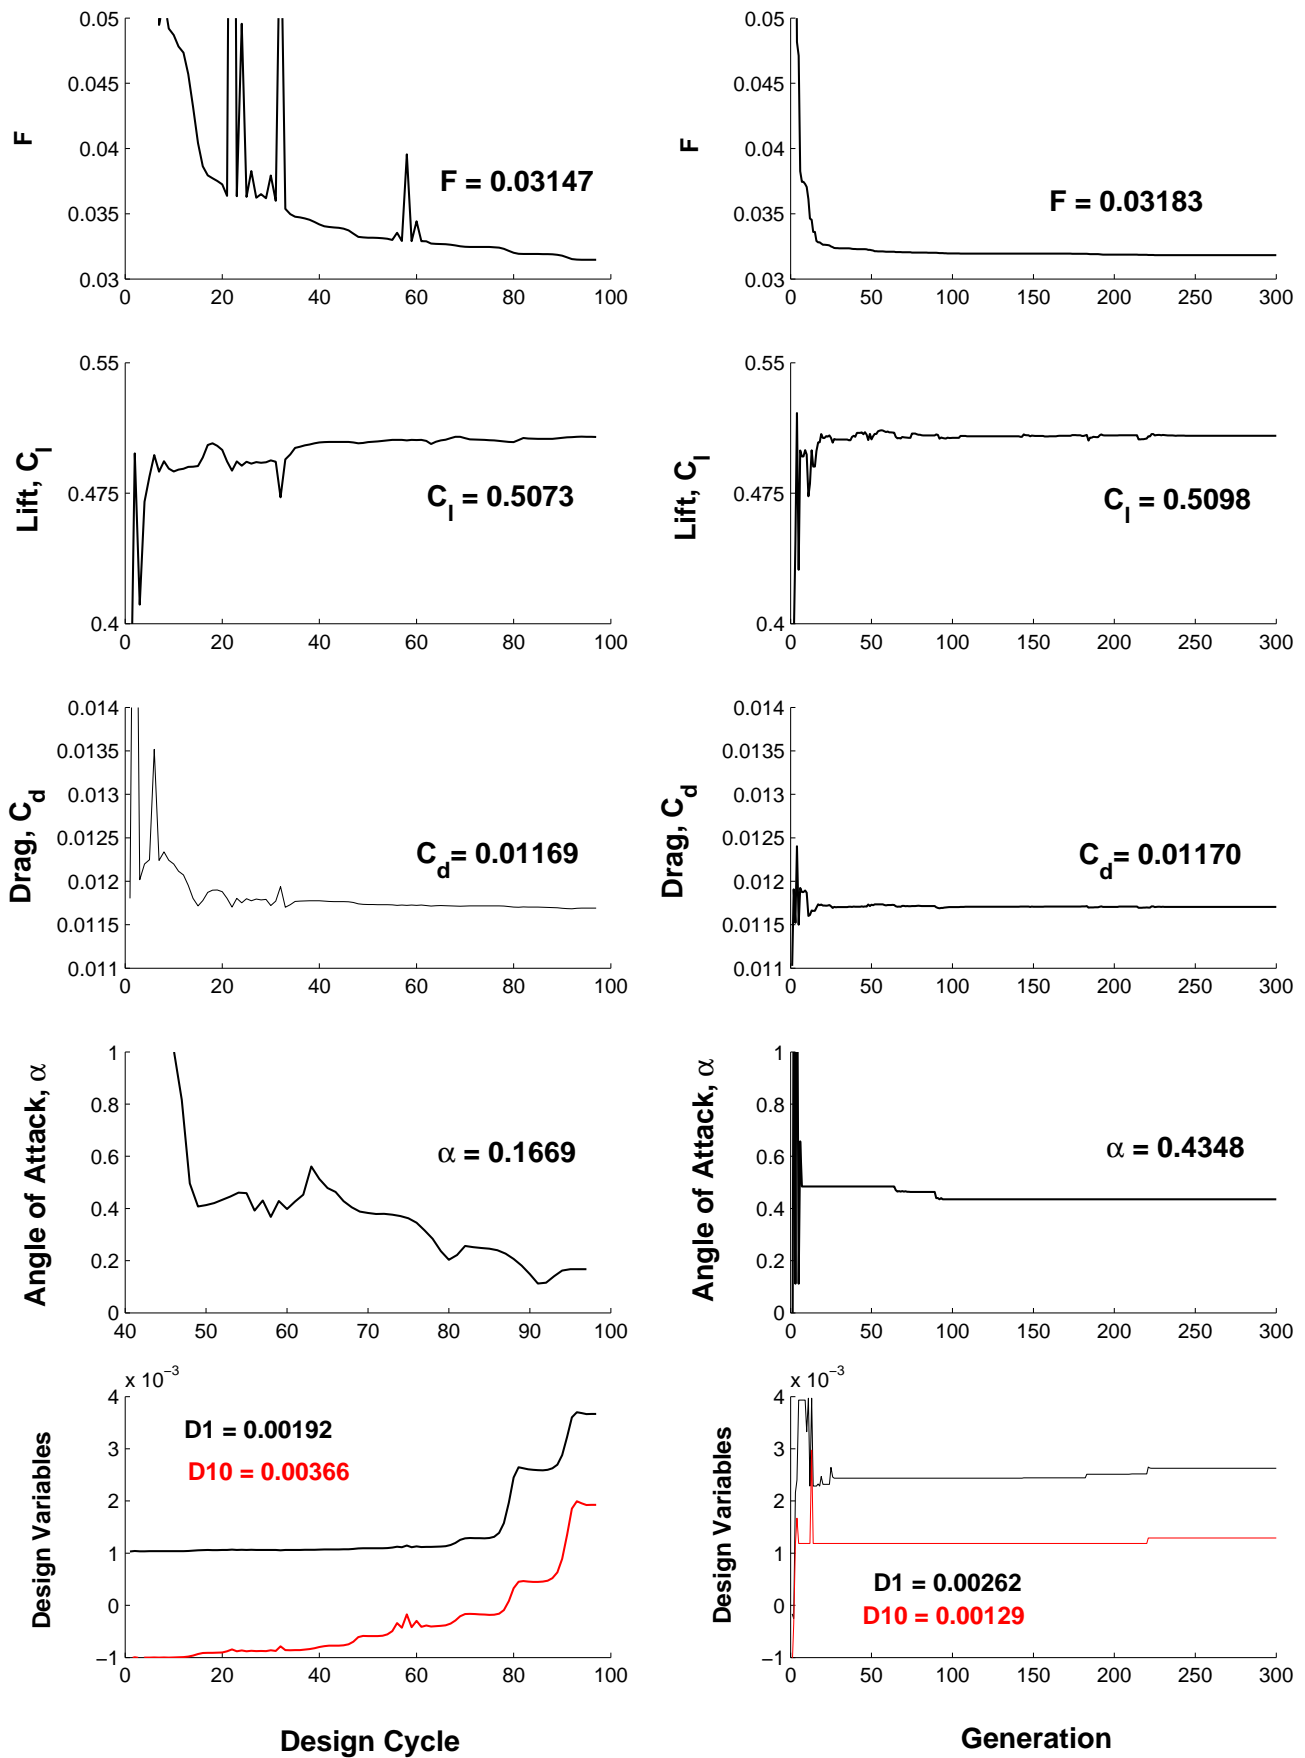 0.05
0.045
0.04
0.035
0.03
F
F = 0.03147
0 20 40 60 80 100
0.05
0.045
0.04
0.035
0.03
F
F = 0.03183
0 50 100 150 200 250 300
0.55
0.475
0.4
Lift, C_l
C_l = 0.5073
0 20 40 60 80 100
0.55
0.475
0.4
Lift, C_l
C_l = 0.5098
0 50 100 150 200 250 300
0.014
0.0135
0.013
0.0125
0.012
0.0115
0.011
Drag, C_d
C_d= 0.01169
0 20 40 60 80 100
0.014
0.0135
0.013
0.0125
0.012
0.0115
0.011
Drag, C_d
C_d= 0.01170
0 50 100 150 200 250 300
1
0.8
0.6
0.4
0.2
0
Angle of Attack, α
α = 0.1669
40 50 60 70 80 90 100
1
0.8
0.6
0.4
0.2
0
Angle of Attack, α
α = 0.4348
0 50 100 150 200 250 300
x 10⁻³
4
3
2
1
0
−1
Design Variables
D1 = 0.00192
D10 = 0.00366
0 20 40 60 80 100
Design Cycle
x 10⁻³
4
3
2
1
0
−1
Design Variables
D1 = 0.00262
D10 = 0.00129
0 50 100 150 200 250 300
Generation